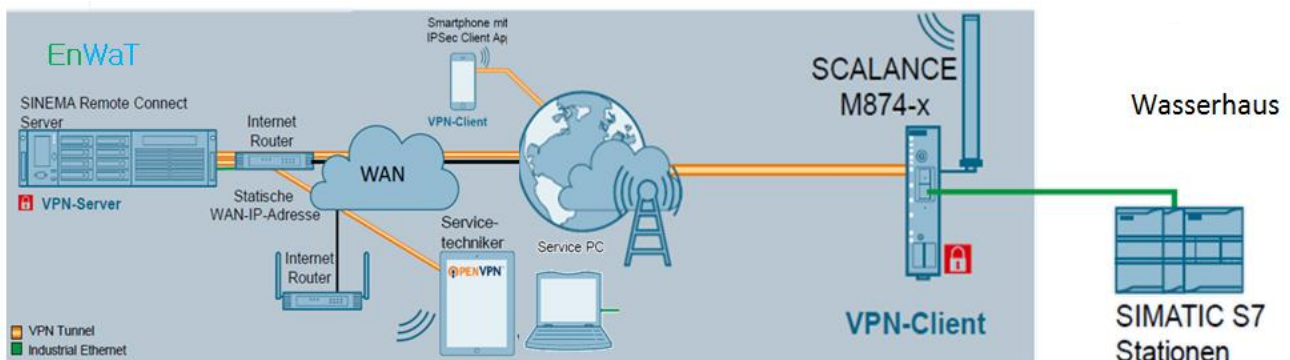 EnWaT
SINEMA Remote Connect
Server
VPN-Server
Internet
Router
Statische
WAN-IP-Adresse
WAN
Internet
Router
Smartphone mit
IPSec Client Ap
VPN-Client
Service-
techniker
OPENVPN
Service PC
SCALANCE
M874-x
VPN-Client
Wasserhaus
SIMATIC S7
Stationen
VPN Tunnel
Industrial Ethernet